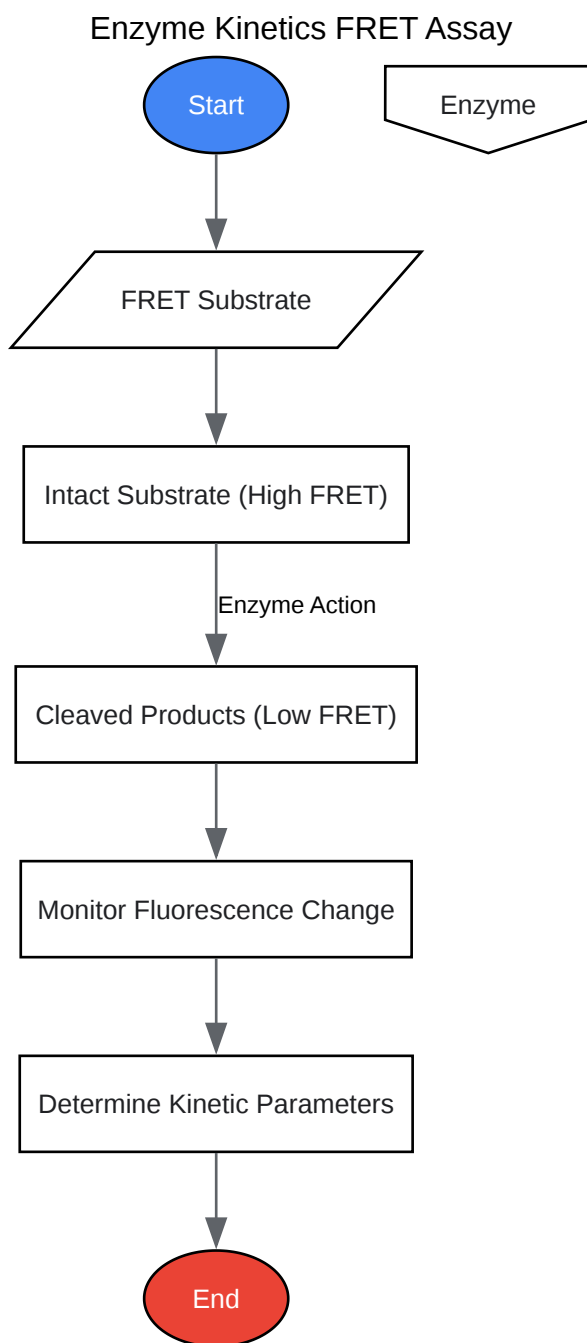 Enzyme Kinetics FRET Assay
Start
Enzyme
FRET Substrate
Intact Substrate (High FRET)
Enzyme Action
Cleaved Products (Low FRET)
Monitor Fluorescence Change
Determine Kinetic Parameters
End